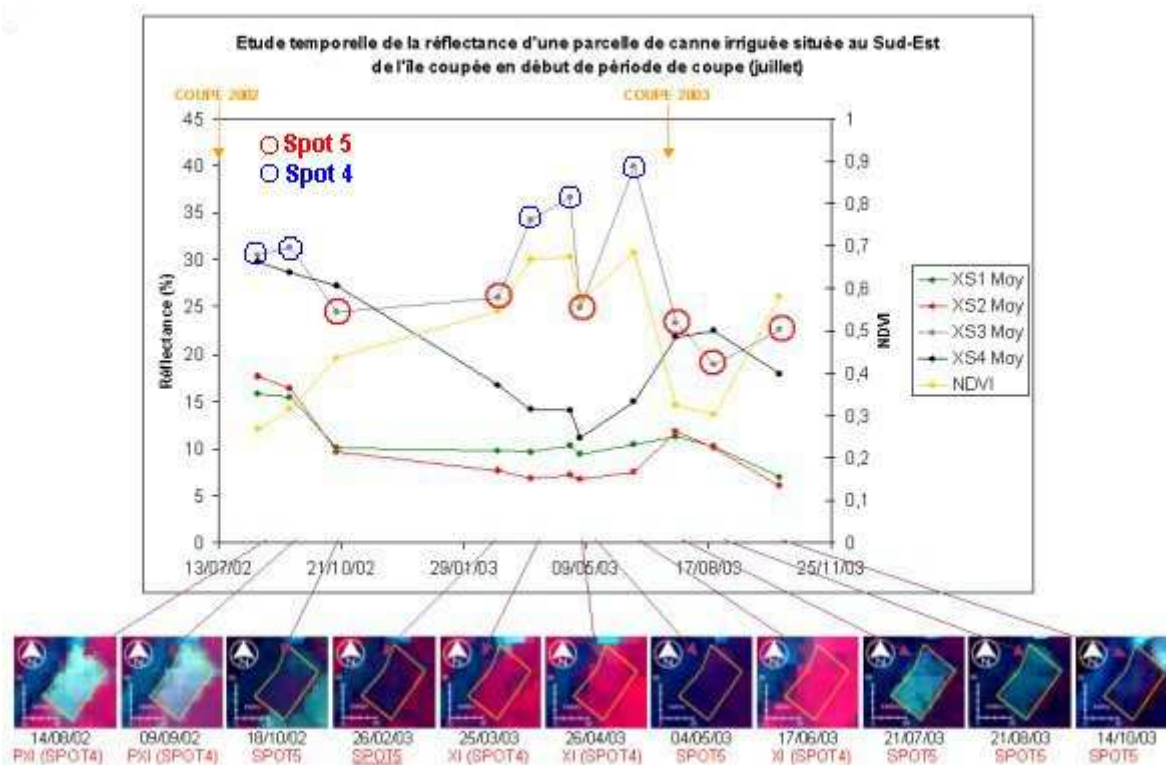 Etude temporelle de la réflectance d'une parcelle de canne irriguée située au Sud-Est
de l'île coupée en début de période de coupe (juillet)
COUPE 2002
COUPE 2003
Spot 5
Spot 4
Réflectance (%)
45
40
35
30
25
20
15
10
5
0
NDVI
1
0,9
0,8
0,7
0,6
0,5
0,4
0,3
0,2
0,1
0
XS1 Moy
XS2 Moy
XS3 Moy
XS4 Moy
NDVI
13/07/02 21/10/02 29/01/03 09/05/03 17/08/03 25/11/03
N N N N N N N N N N N
14/08/02 09/09/02 18/10/02 26/02/03 25/03/03 26/04/03 04/05/03 17/06/03 21/07/03 21/08/03 14/10/03
PXI (SPOT4) PXI (SPOT4) SPOT5 SPOT5 XI (SPOT4) XI (SPOT4) SPOT5 XI (SPOT4) SPOT5 SPOT5 SPOT5